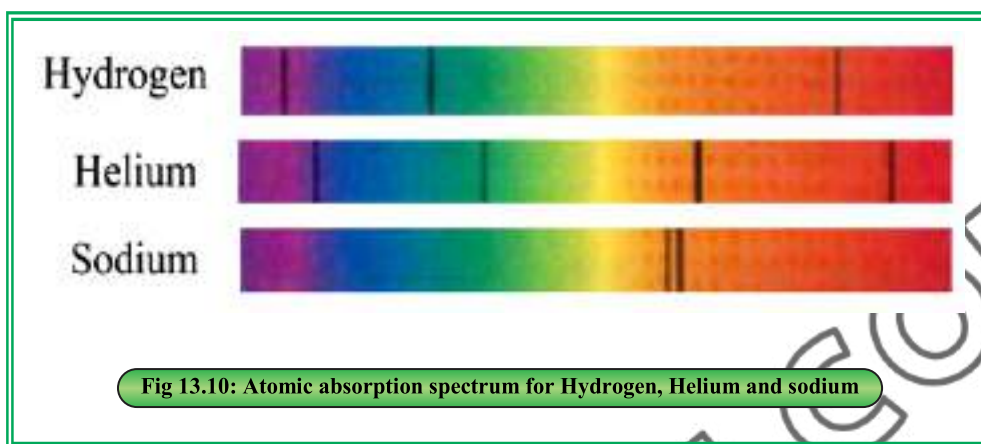 Hydrogen
Helium
Sodium
Fig 13.10: Atomic absorption spectrum for Hydrogen, Helium and sodium